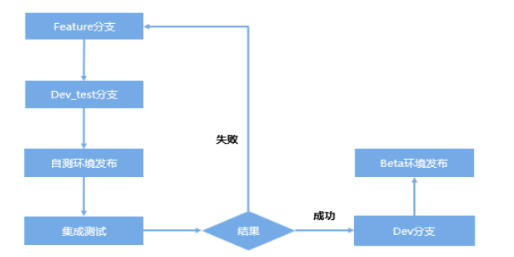 Feature分支
Dev_test分支
自测环境发布
集成测试
结果
失败
成功
Dev分支
Beta环境发布